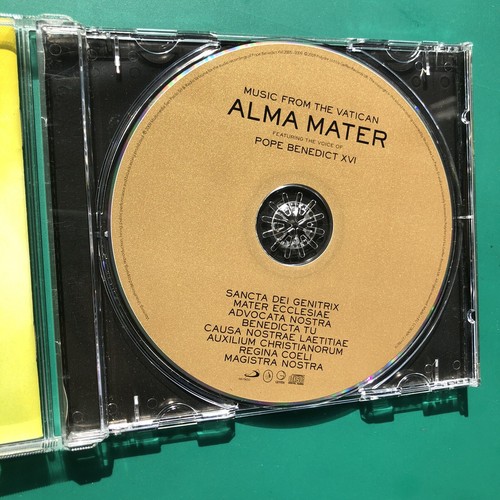 MUSIC FROM THE VATICAN
ALMA MATER
FEATURING THE VOICE OF
POPE BENEDICT XVI
SANCTA DEI GENITRIX
MATER ECCLESIAE
ADVOCATA NOSTRA
BENEDICTA TU
CAUSA NOSTRAE LAETITIAE
AUXILIUM CHRISTIANORUM
REGINA COELI
MAGISTRA NOSTRA